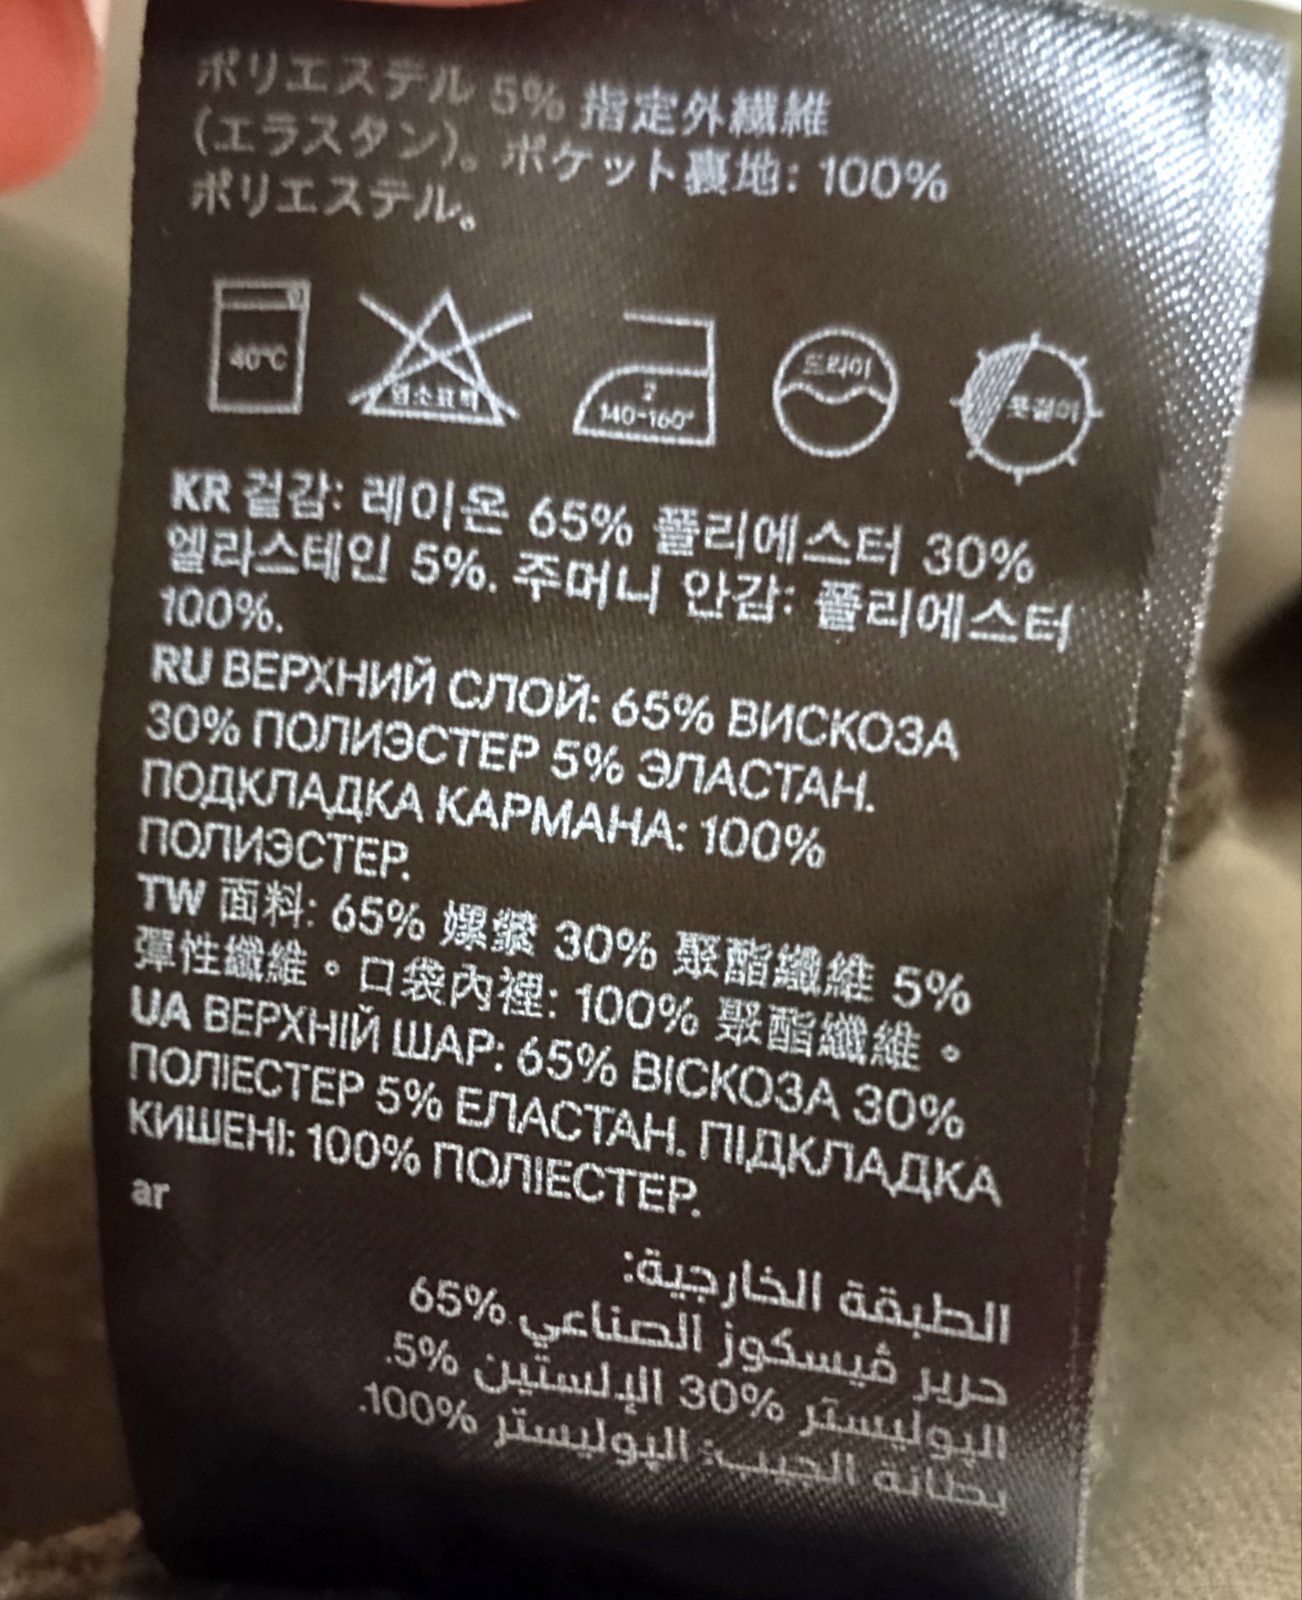 ポリエステル 5% 指定外繊維
(エラスタン)。ポケット裏地: 100%
ポリエステル。
40°C
염소표백
2
140-160°
드라이
KR 겉감: 레이온 65% 폴리에스터 30%
엘라스테인 5%. 주머니 안감: 폴리에스터
100%.
RU ВЕРХНИЙ СЛОЙ: 65% ВИСКОЗА
30% ПОЛИЭСТЕР 5% ЭЛАСТАН.
ПОДКЛАДКА КАРМАНА: 100%
ПОЛИЭСТЕР.
TW 面料: 65% 嫘縈 30% 聚酯纖維 5%
彈性纖維。口袋內裡: 100% 聚酯纖維。
UA ВЕРХНІЙ ШАР: 65% ВІСКОЗА 30%
ПОЛІЕСТЕР 5% ЕЛАСТАН. ПІДКЛАДКА
КИШЕНІ: 100% ПОЛІЕСТЕР.
ar
الطبقة الخارجية:
حرير ڤيسكوز الصناعي 65%
البوليستر 30% الإلستين 5%.
بطانة الجيب: البوليستر 100%.